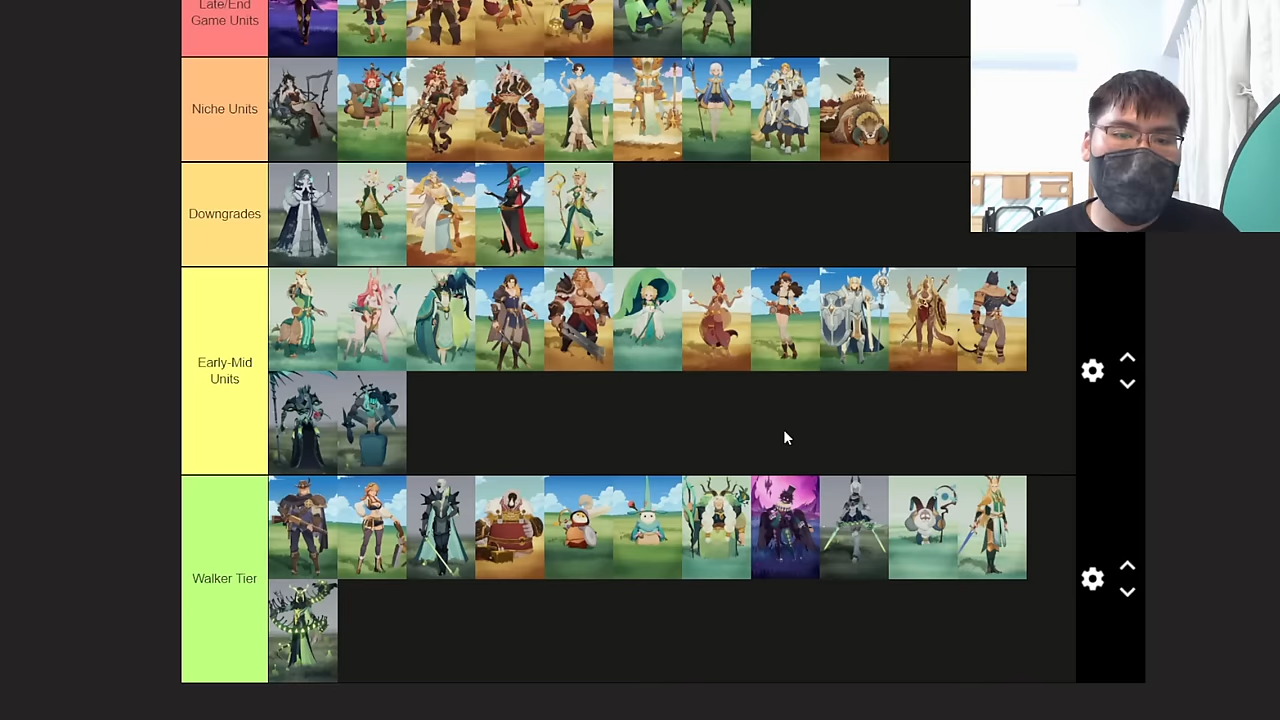 Late/End
Game Units
Niche Units
Downgrades
Early-Mid
Units
Walker Tier